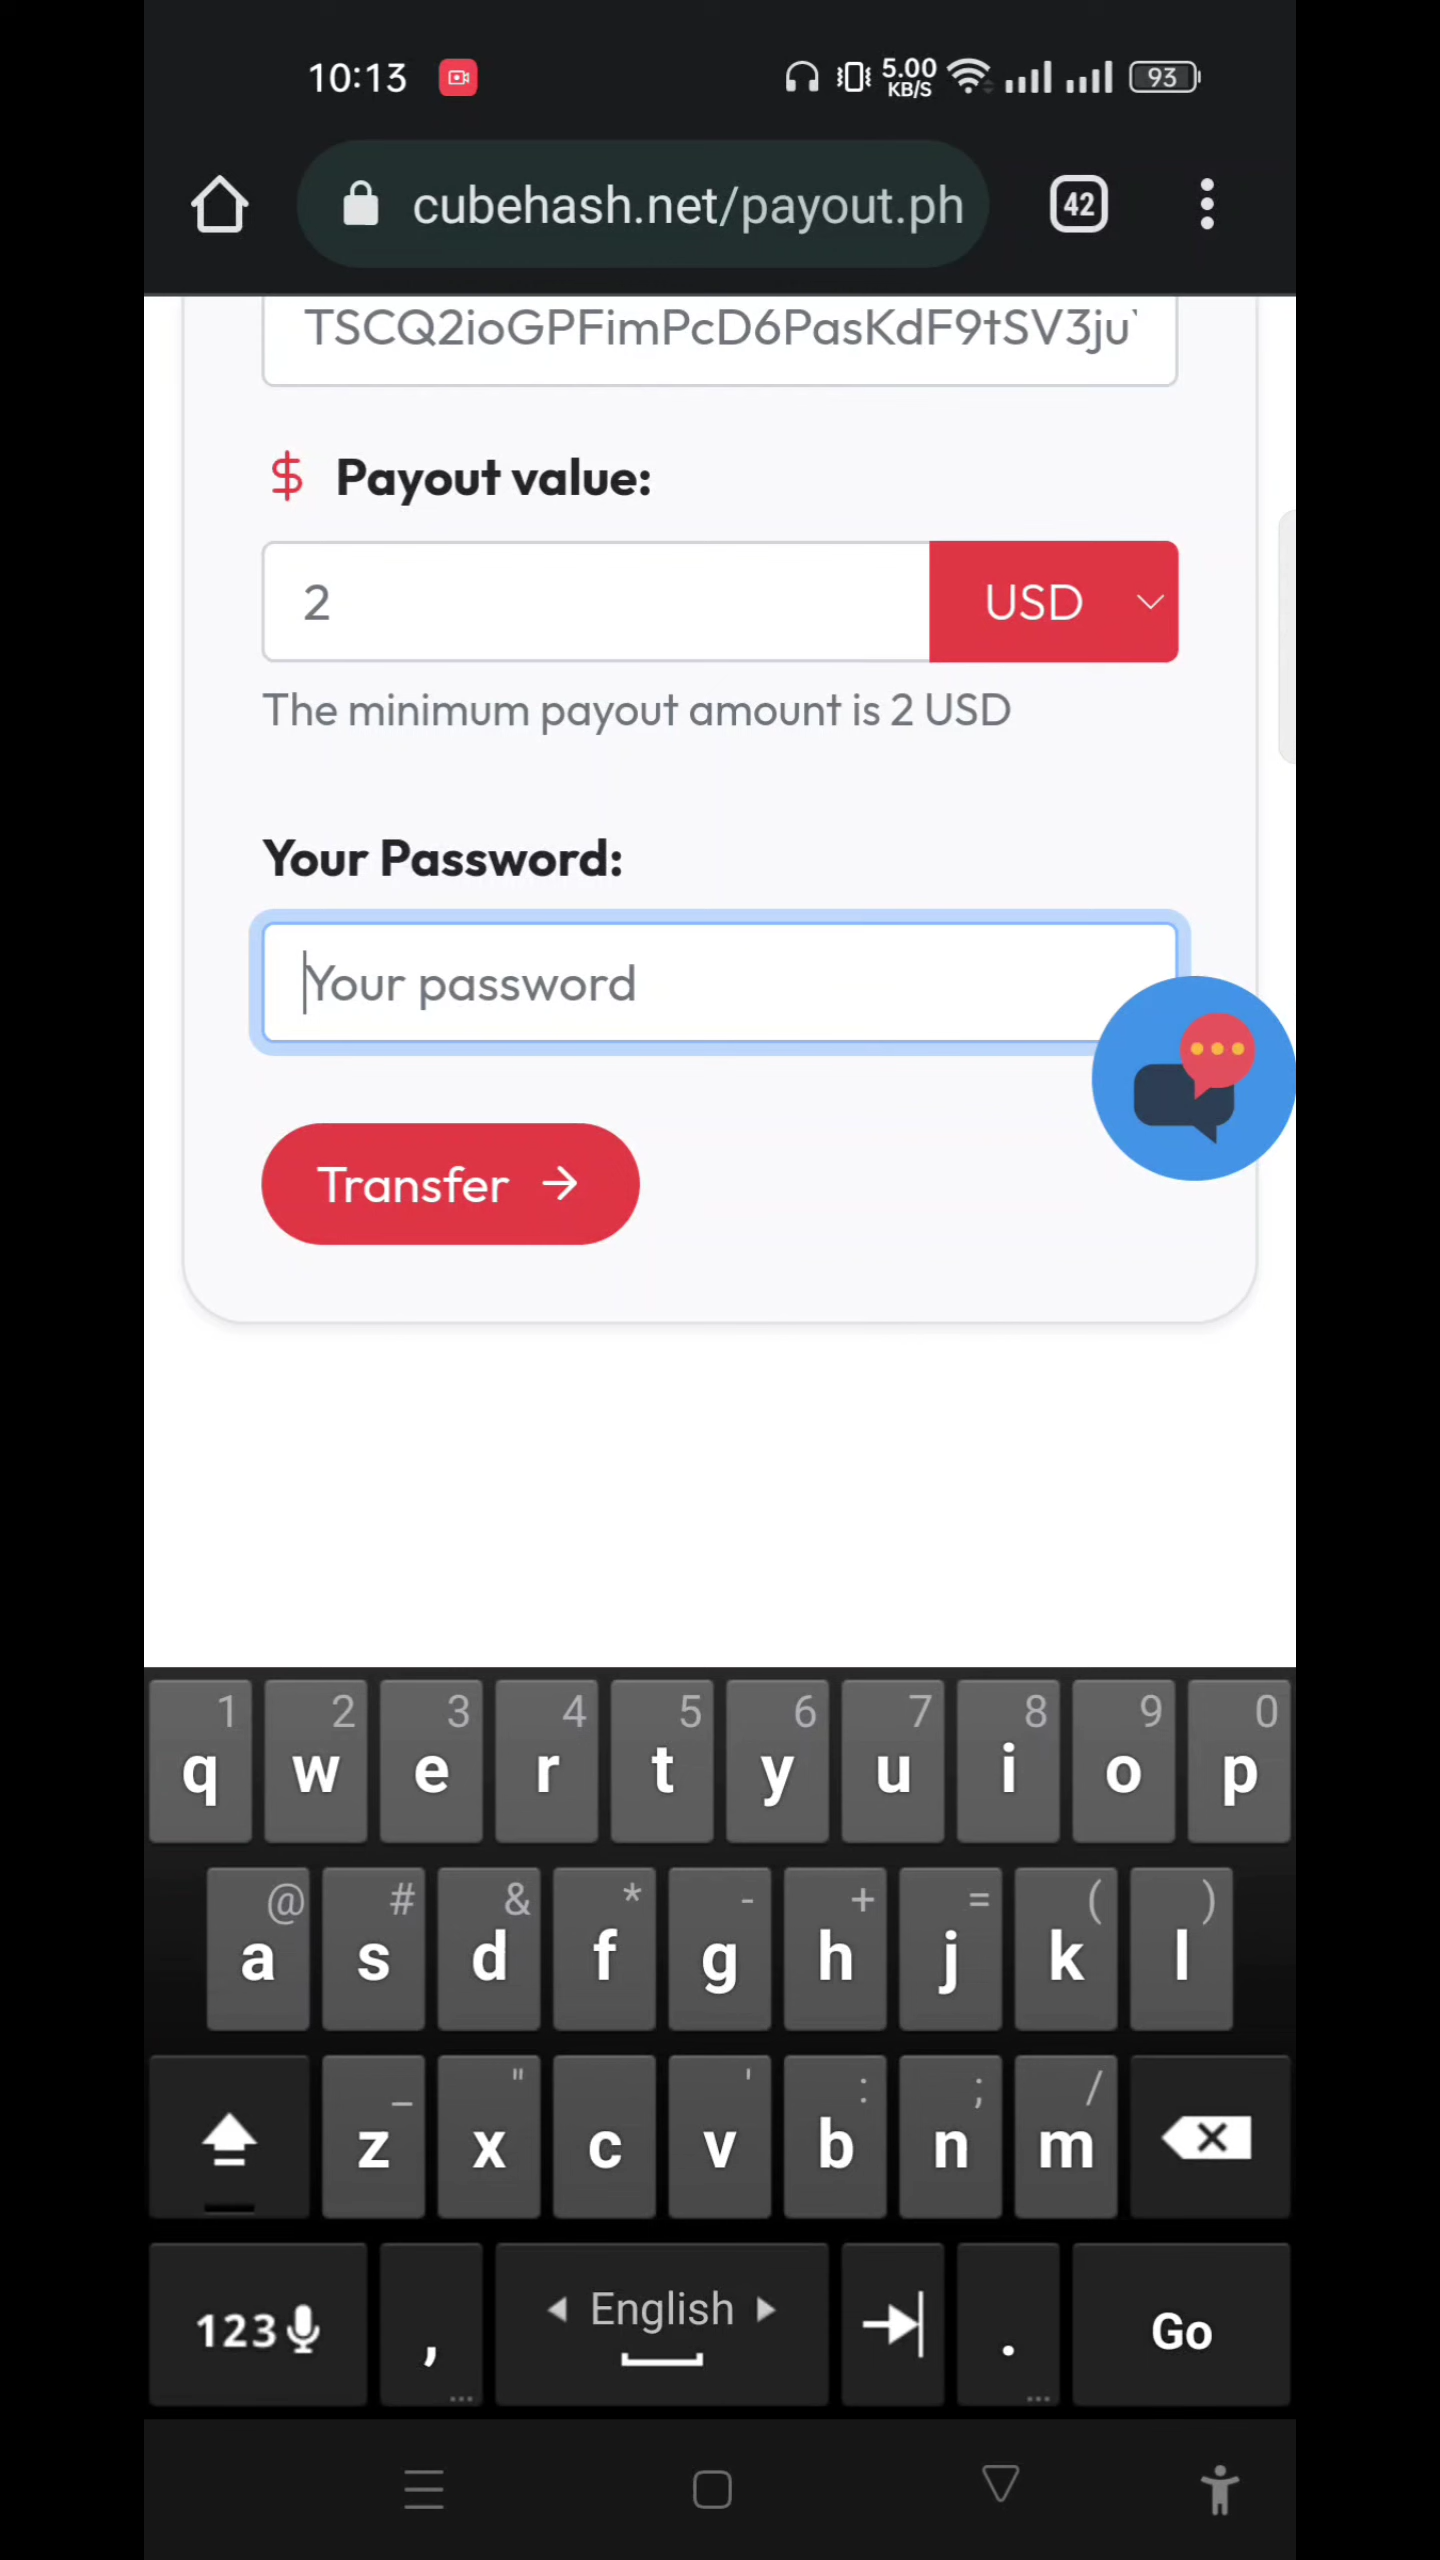 10:13
5.00
KB/S
93
cubehash.net/payout.ph
42
TSCQ2ioGPFimPcD6PasKdF9tSV3ju
$ Payout value:
2 USD
The minimum payout amount is 2 USD
Your Password:
Your password
Transfer →
1 2 3 4 5 6 7 8 9 0
q w e r t y u i o p
@ # & * - + = ( )
a s d f g h j k l
_ " ' : ; /
z x c v b n m
123 , English . Go